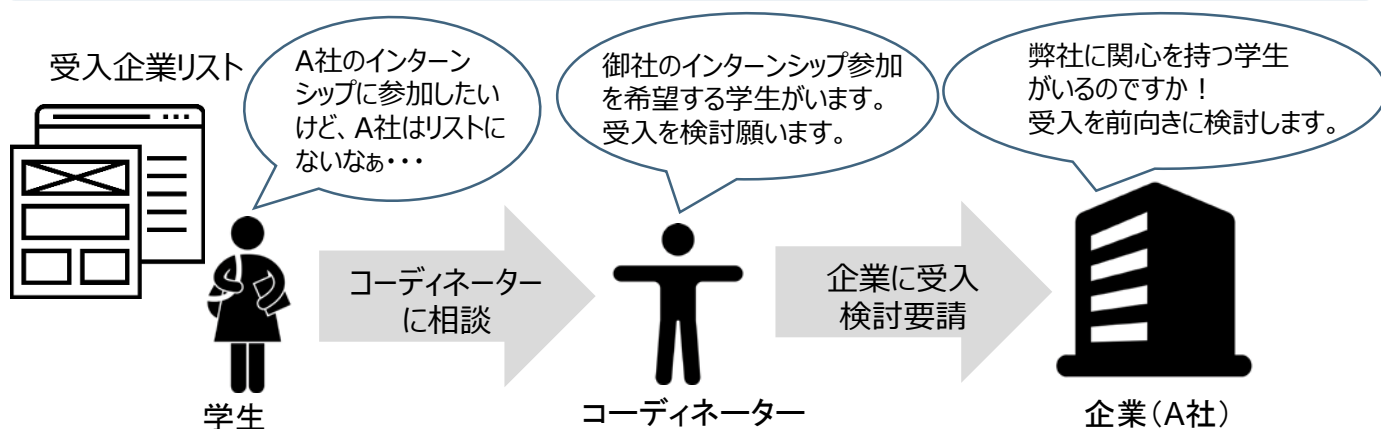 受入企業リスト
A社のインターン
シップに参加したい
けど、A社はリストに
ないなぁ・・・
御社のインターンシップ参加
を希望する学生がいます。
受入を検討願います。
弊社に関心を持つ学生
がいるのですか！
受入を前向きに検討します。
コーディネーター
に相談
企業に受入
検討要請
学生
コーディネーター
企業（A社）